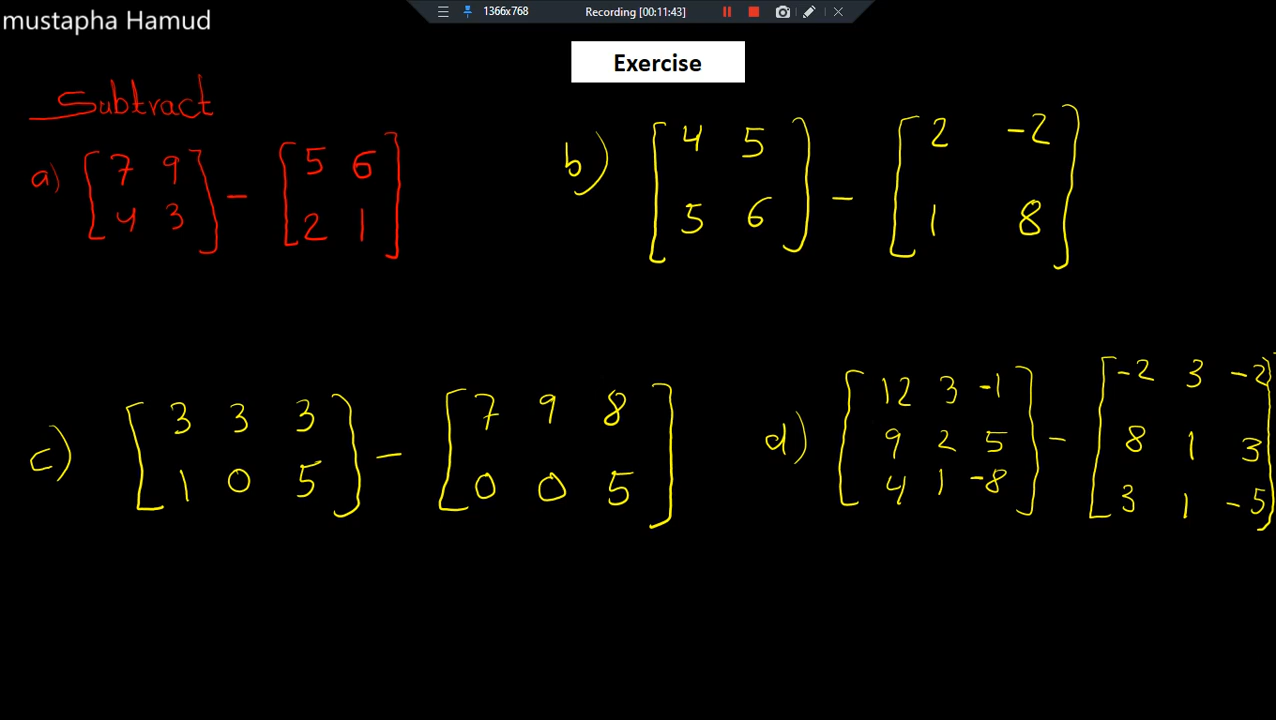 mustapha Hamud
1366x768
Recording [00:11:43]
Exercise
Subtract
a) [7 9
4 3] - [5 6
2 1]
b) [4 5
5 6] - [2 -2
1 8]
c) [3 3 3
1 0 5] - [7 9 8
0 0 5]
d) [12 3 -1
9 2 5
4 1 -8] - [-2 3 -2
8 1 3
3 1 -5]